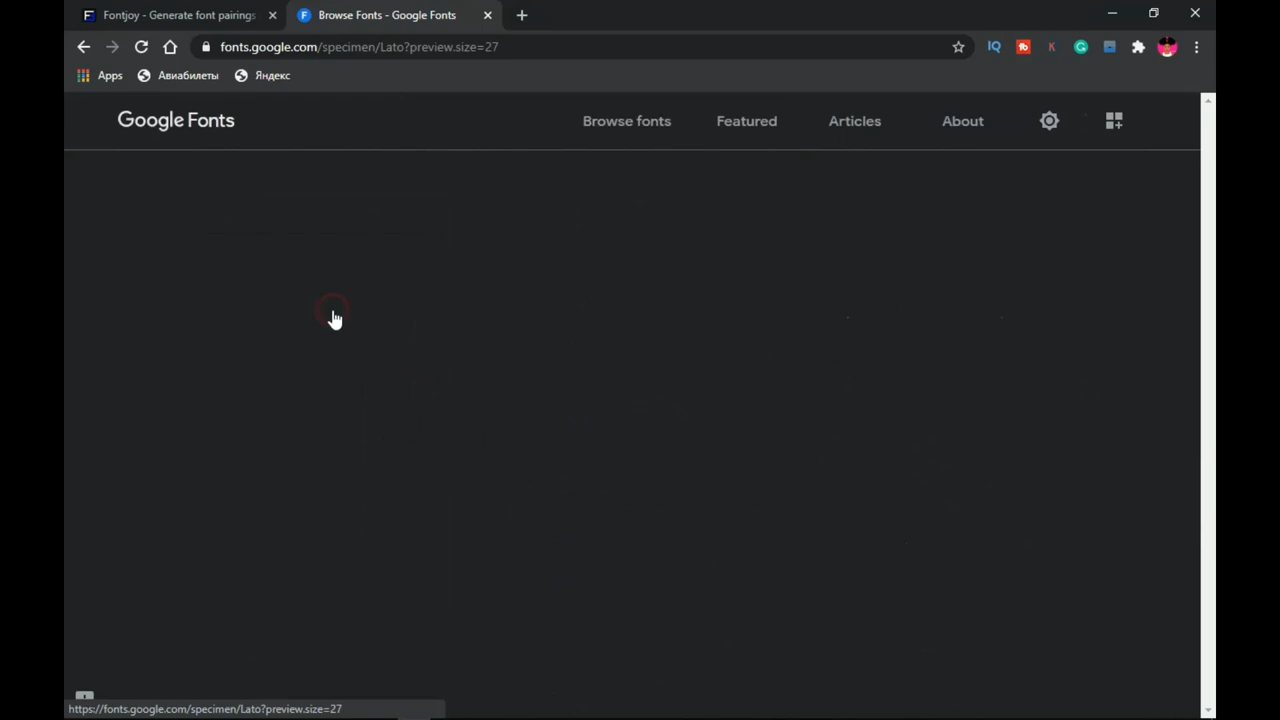 Fontjoy - Generate font pairings
Browse Fonts - Google Fonts
fonts.google.com/specimen/Lato?preview.size=27
IQ
K
Apps
Авиабилеты
Яндекс
Google Fonts
Browse fonts
Featured
Articles
About
https://fonts.google.com/specimen/Lato?preview.size=27